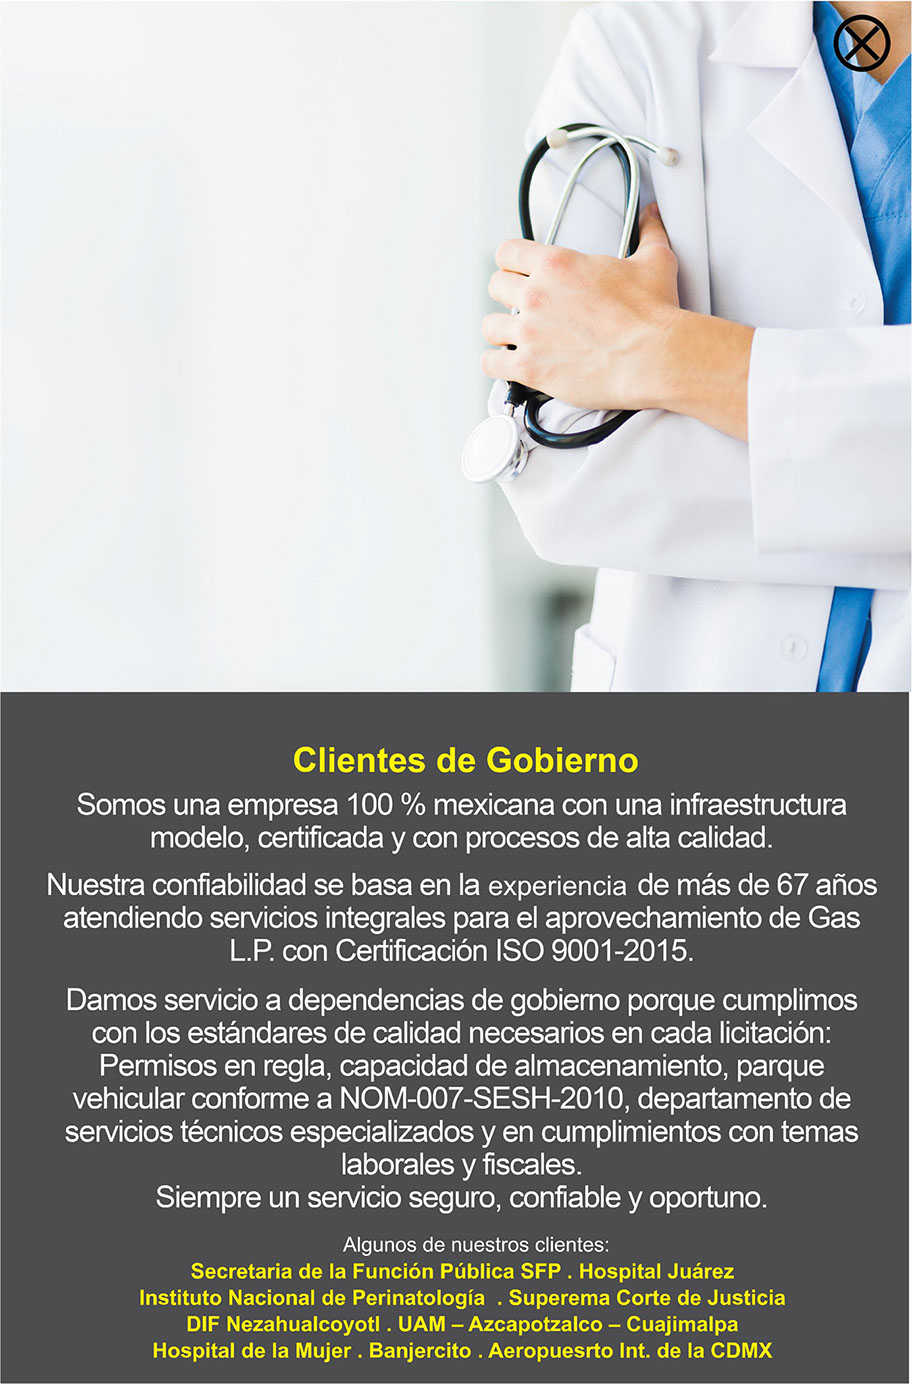 Clientes de Gobierno
Somos una empresa 100 % mexicana con una infraestructura
modelo, certificada y con procesos de alta calidad.
Nuestra confiabilidad se basa en la experiencia de más de 67 años
atendiendo servicios integrales para el aprovechamiento de Gas
L.P. con Certificación ISO 9001-2015.
Damos servicio a dependencias de gobierno porque cumplimos
con los estándares de calidad necesarios en cada licitación:
Permisos en regla, capacidad de almacenamiento, parque
vehicular conforme a NOM-007-SESH-2010, departamento de
servicios técnicos especializados y en cumplimientos con temas
laborales y fiscales.
Siempre un servicio seguro, confiable y oportuno.
Algunos de nuestros clientes:
Secretaria de la Función Pública SFP . Hospital Juárez
Instituto Nacional de Perinatología . Superema Corte de Justicia
DIF Nezahualcoyotl . UAM – Azcapotzalco – Cuajimalpa
Hospital de la Mujer . Banjercito . Aeropuesrto Int. de la CDMX